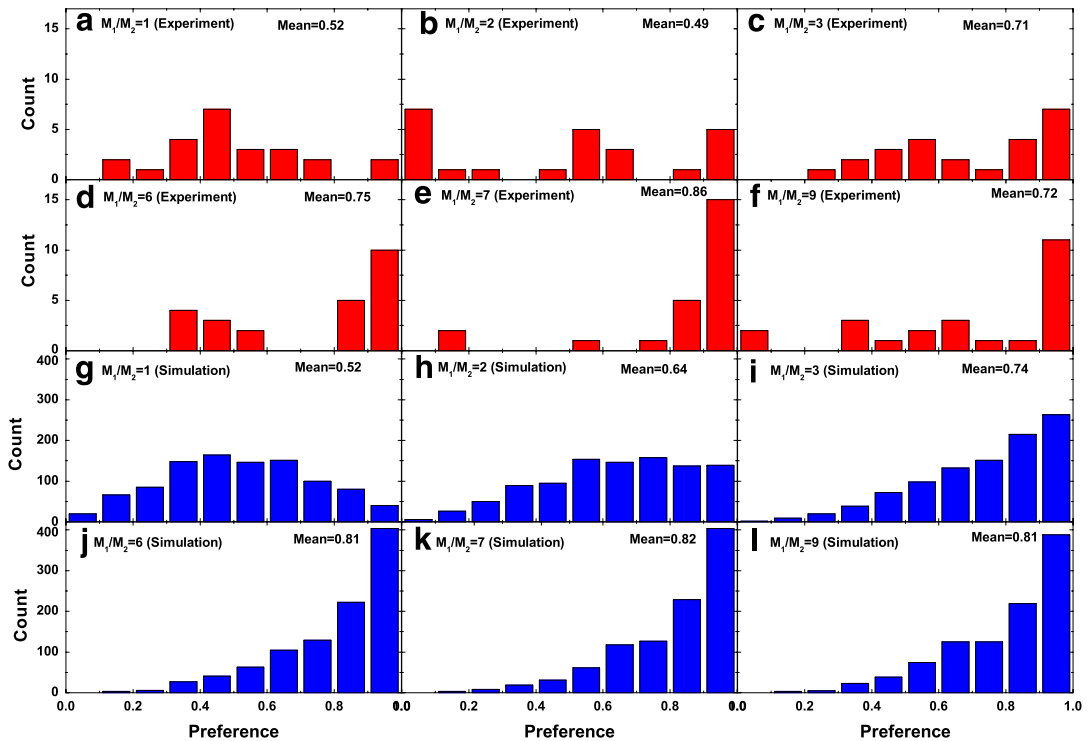 a M1/M2=1 (Experiment) Mean=0.52
b M1/M2=2 (Experiment) Mean=0.49
c M1/M2=3 (Experiment) Mean=0.71
15
10
5
0
Count
d M1/M2=6 (Experiment) Mean=0.75
e M1/M2=7 (Experiment) Mean=0.86
f M1/M2=9 (Experiment) Mean=0.72
15
10
5
0
Count
g M1/M2=1 (Simulation) Mean=0.52
h M1/M2=2 (Simulation) Mean=0.64
i M1/M2=3 (Simulation) Mean=0.74
400
300
200
100
0
Count
j M1/M2=6 (Simulation) Mean=0.81
k M1/M2=7 (Simulation) Mean=0.82
l M1/M2=9 (Simulation) Mean=0.81
400
300
200
100
0
Count
0.0 0.2 0.4 0.6 0.8 1.0
0.0 0.2 0.4 0.6 0.8 1.0
0.0 0.2 0.4 0.6 0.8 1.0
Preference Preference Preference